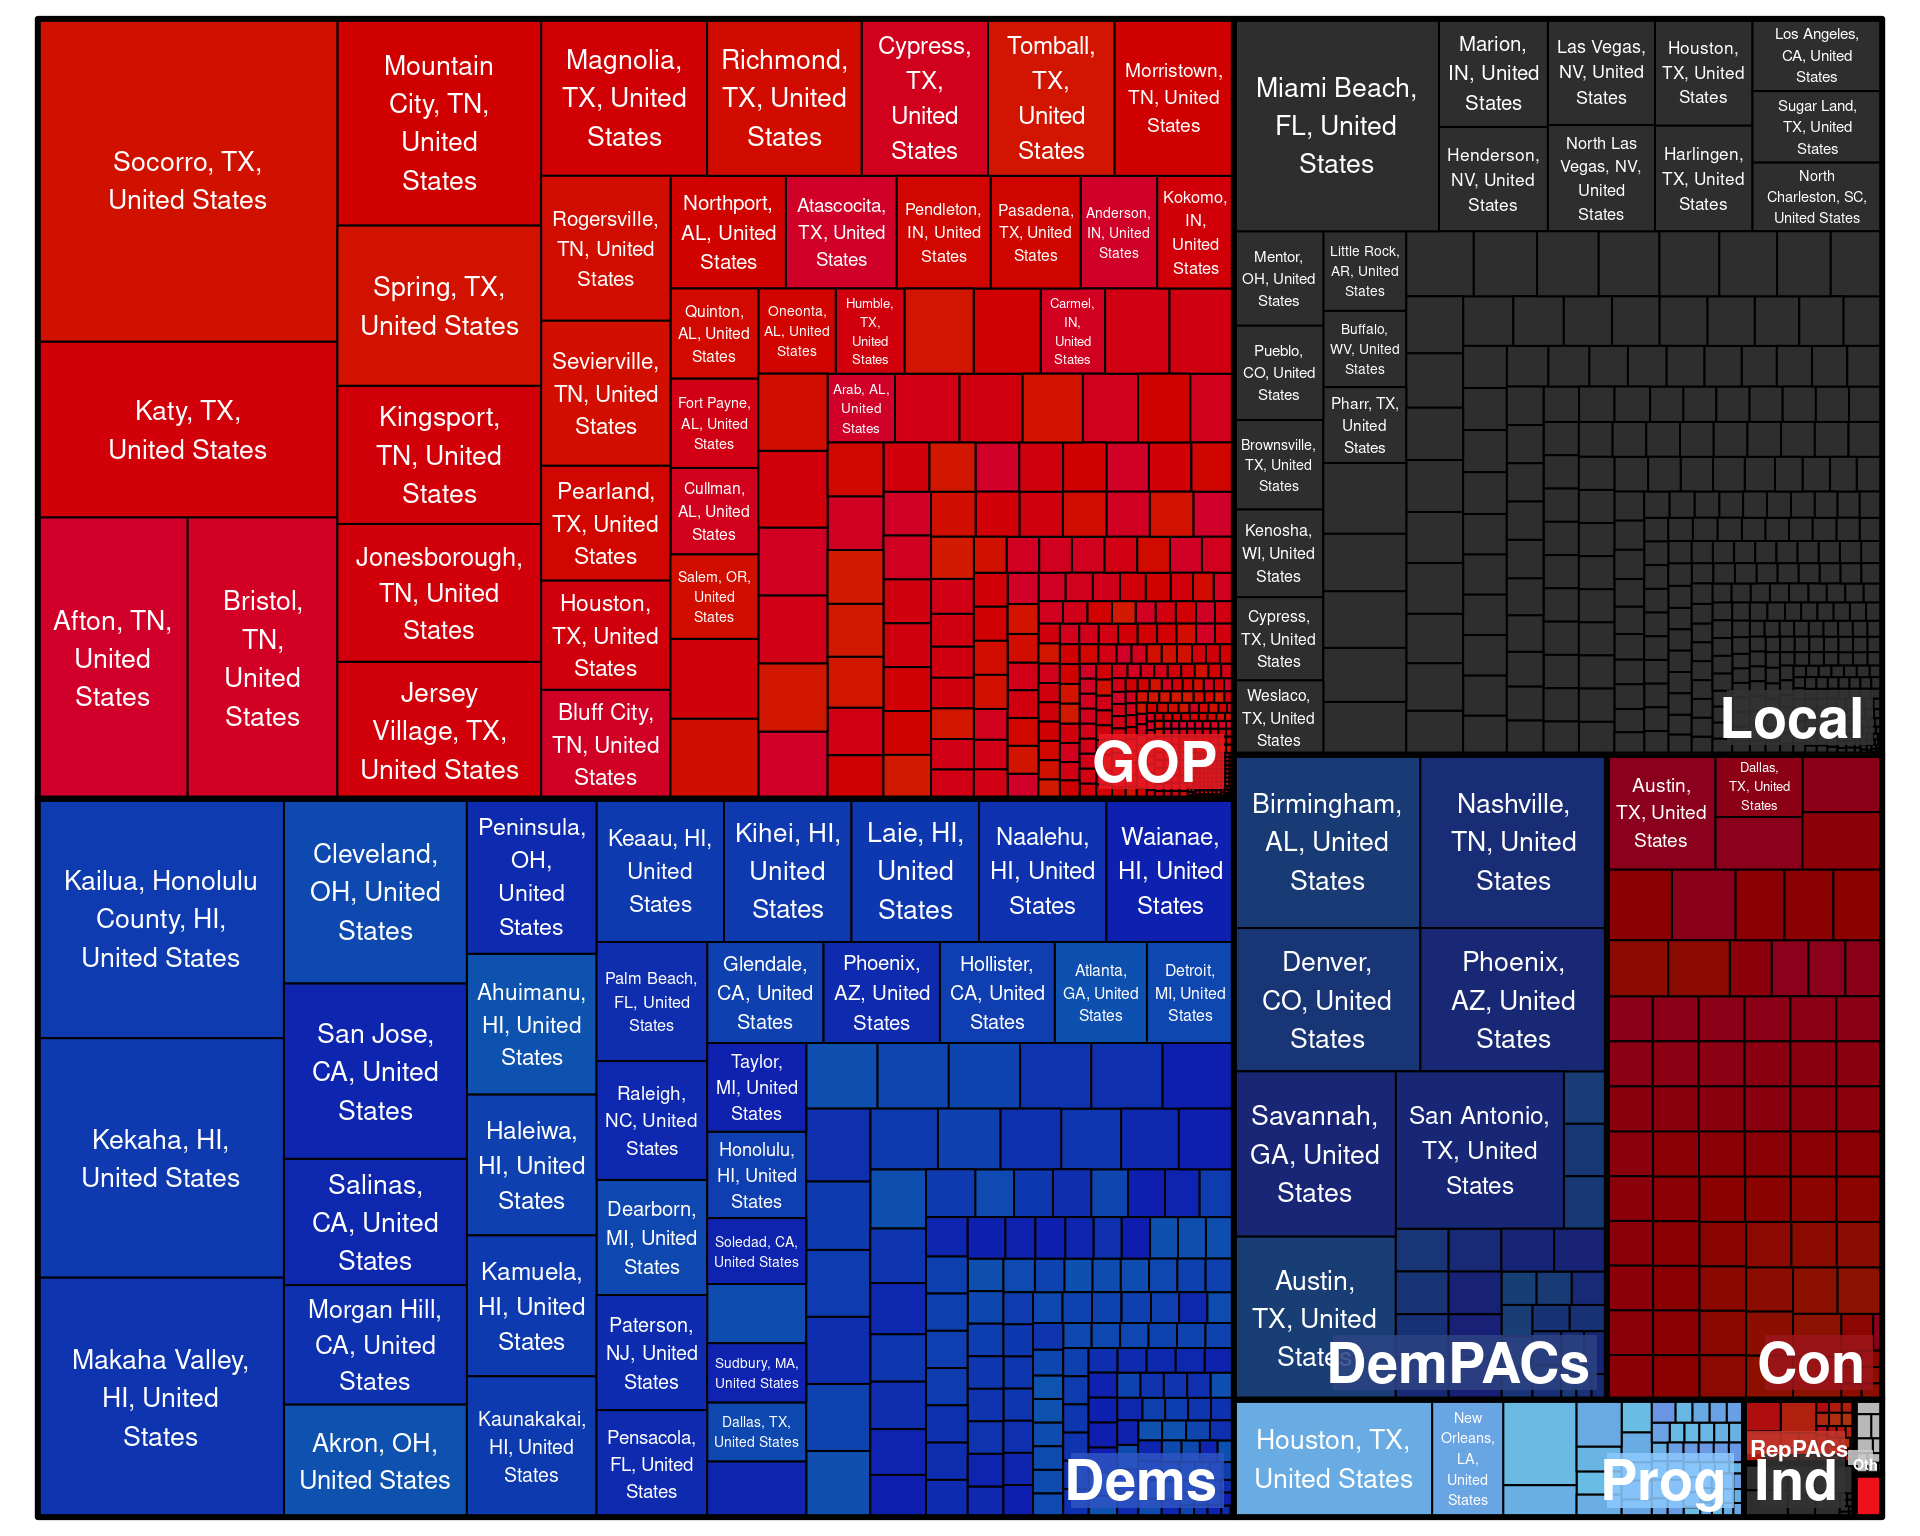 Socorro, TX,
United States
Katy, TX,
United States
Afton, TN,
United
States
Bristol,
TN,
United
States
Mountain
City, TN,
United
States
Spring, TX,
United States
Kingsport,
TN, United
States
Jonesborough,
TN, United
States
Jersey
Village, TX,
United States
Magnolia,
TX, United
States
Richmond,
TX, United
States
Cypress,
TX,
United
States
Tomball,
TX,
United
States
Morristown,
TN, United
States
Rogersville,
TN, United
States
Sevierville,
TN, United
States
Pearland,
TX, United
States
Houston,
TX, United
States
Bluff City,
TN, United
States
Northport,
AL, United
States
Atascocita,
TX, United
States
Pendleton,
IN, United
States
Pasadena,
TX, United
States
Anderson,
IN, United
States
Kokomo,
IN,
United
States
Quinton,
AL, United
States
Oneonta,
AL, United
States
Humble,
TX,
United
States
Carmel,
IN,
United
States
Fort Payne,
AL, United
States
Arab, AL,
United
States
Cullman,
AL, United
States
Salem, OR,
United
States
GOP
Miami Beach,
FL, United
States
Marion,
IN, United
States
Las Vegas,
NV, United
States
Houston,
TX, United
States
Los Angeles,
CA, United
States
Sugar Land,
TX, United
States
Henderson,
NV, United
States
North Las
Vegas, NV,
United
States
Harlingen,
TX, United
States
North
Charleston, SC,
United States
Mentor,
OH, United
States
Little Rock,
AR, United
States
Pueblo,
CO, United
States
Buffalo,
WV, United
States
Pharr, TX,
United
States
Brownsville,
TX, United
States
Kenosha,
WI, United
States
Cypress,
TX, United
States
Weslaco,
TX, United
States
Local
Kailua, Honolulu
County, HI,
United States
Kekaha, HI,
United States
Makaha Valley,
HI, United
States
Cleveland,
OH, United
States
San Jose,
CA, United
States
Salinas,
CA, United
States
Morgan Hill,
CA, United
States
Akron, OH,
United States
Peninsula,
OH,
United
States
Ahuimanu,
HI, United
States
Haleiwa,
HI, United
States
Kamuela,
HI, United
States
Kaunakakai,
HI, United
States
Keaau, HI,
United
States
Kihei, HI,
United
States
Laie, HI,
United
States
Naalehu,
HI, United
States
Waianae,
HI, United
States
Palm Beach,
FL, United
States
Raleigh,
NC, United
States
Dearborn,
MI, United
States
Paterson,
NJ, United
States
Pensacola,
FL, United
States
Glendale,
CA, United
States
Phoenix,
AZ, United
States
Hollister,
CA, United
States
Atlanta,
GA, United
States
Detroit,
MI, United
States
Taylor,
MI, United
States
Honolulu,
HI, United
States
Soledad, CA,
United States
Sudbury, MA,
United States
Dallas, TX,
United States
Dems
Birmingham,
AL, United
States
Nashville,
TN, United
States
Denver,
CO, United
States
Phoenix,
AZ, United
States
Savannah,
GA, United
States
San Antonio,
TX, United
States
Austin,
TX, United
States
DemPACs
Austin,
TX, United
States
Dallas,
TX, United
States
Con
Houston, TX,
United States
New
Orleans,
LA,
United
States
Prog
RepPACs
Ind
Oth